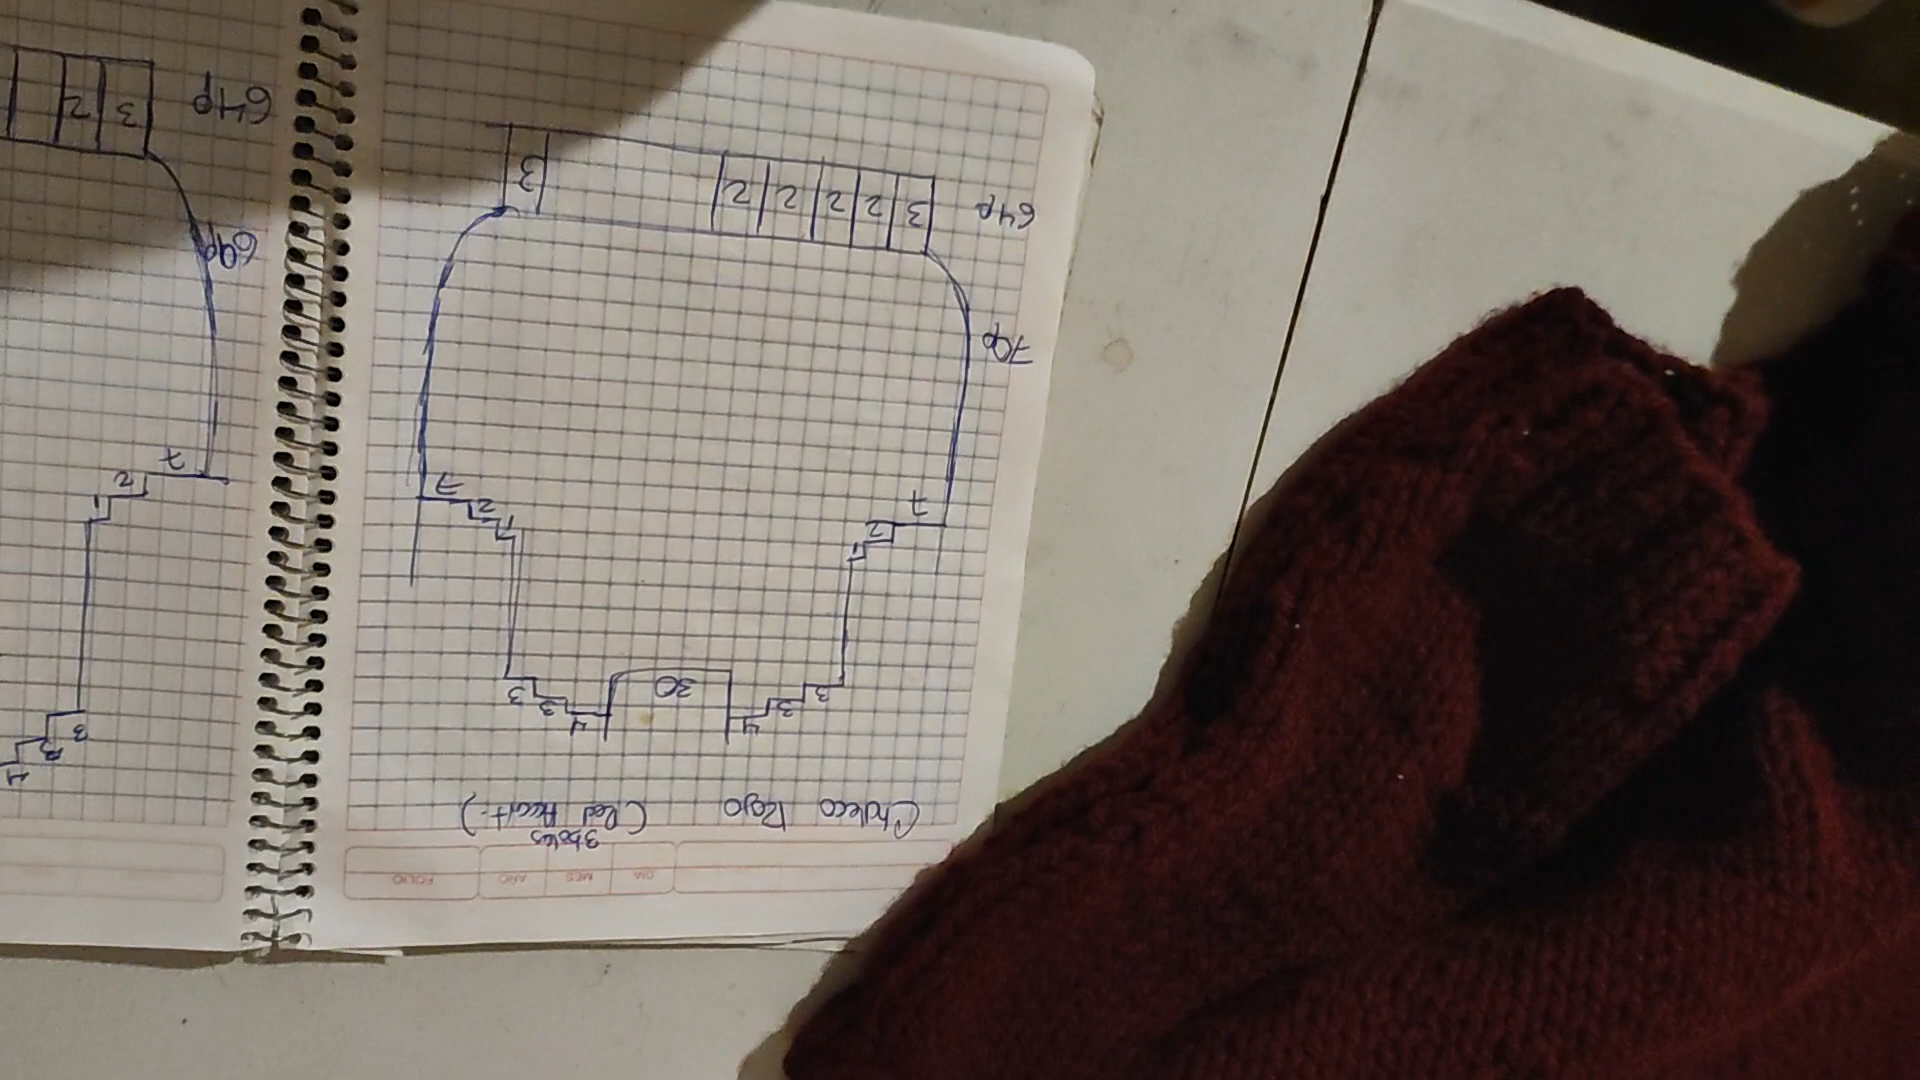 FOLIO AÑO MES DIA
3 bolas
Chaleco Rojo (Red Heart)
4 3 3 30 4 3 3
1 2 7 1 2 7
70p
3 2 2 2 2 3
64p
4 3 3
1 2 7
69p
2 3
64p